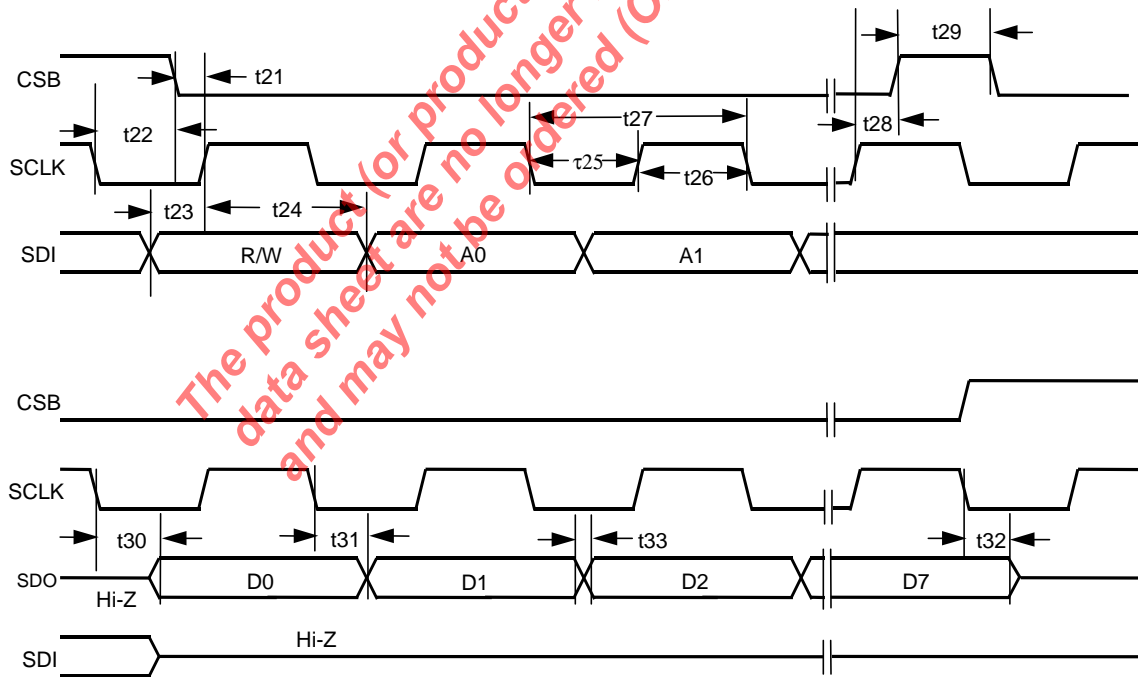 t29
CSB
t21
t27
t22
t28
SCLK
τ25
t26
t23
t24
SDI
R/W
A0
A1
The product (or product
data sheet are no longer
and may not be ordered (O
CSB
SCLK
t30
t31
t33
t32
SDO
D0
D1
D2
D7
Hi-Z
Hi-Z
SDI